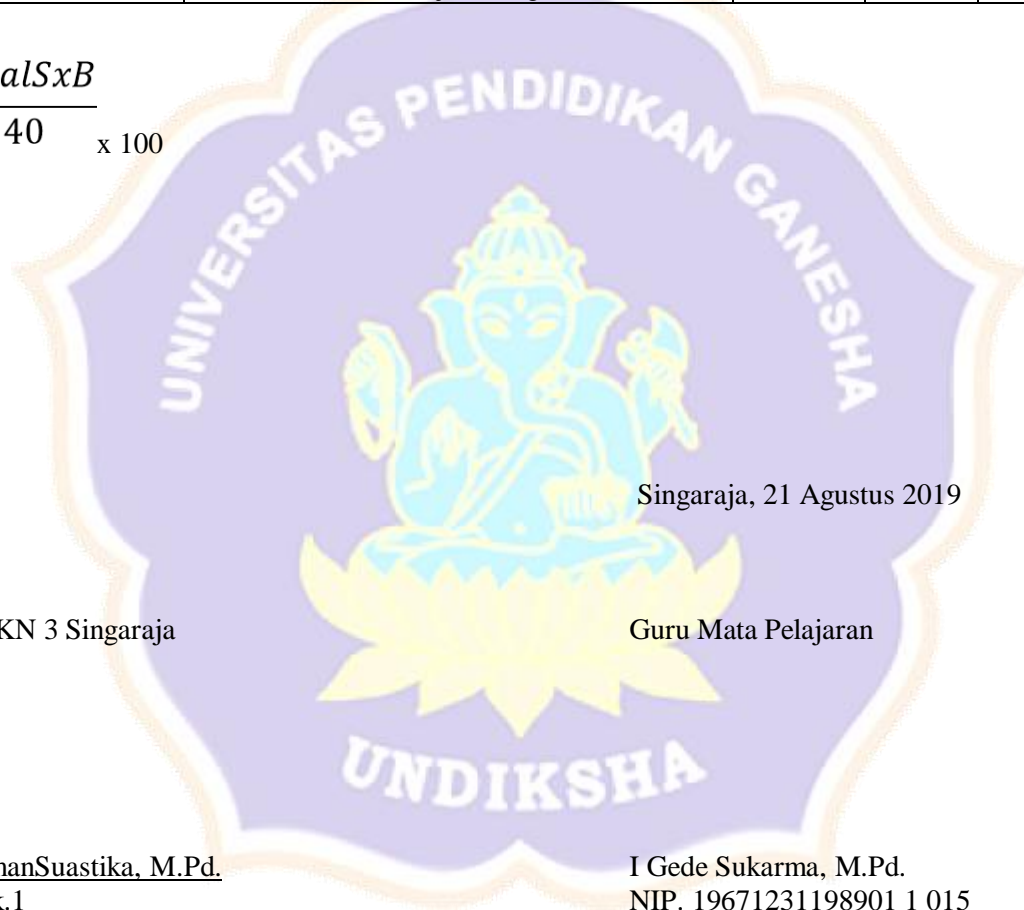 alSxB
40 x 100
UNIVERSITAS PENDIDIKAN GANESHA
Singaraja, 21 Agustus 2019
KN 3 Singaraja
Guru Mata Pelajaran
UNDIKSHA
nanSuastika, M.Pd.
I Gede Sukarma, M.Pd.
k.1
NIP. 19671231198901 1 015